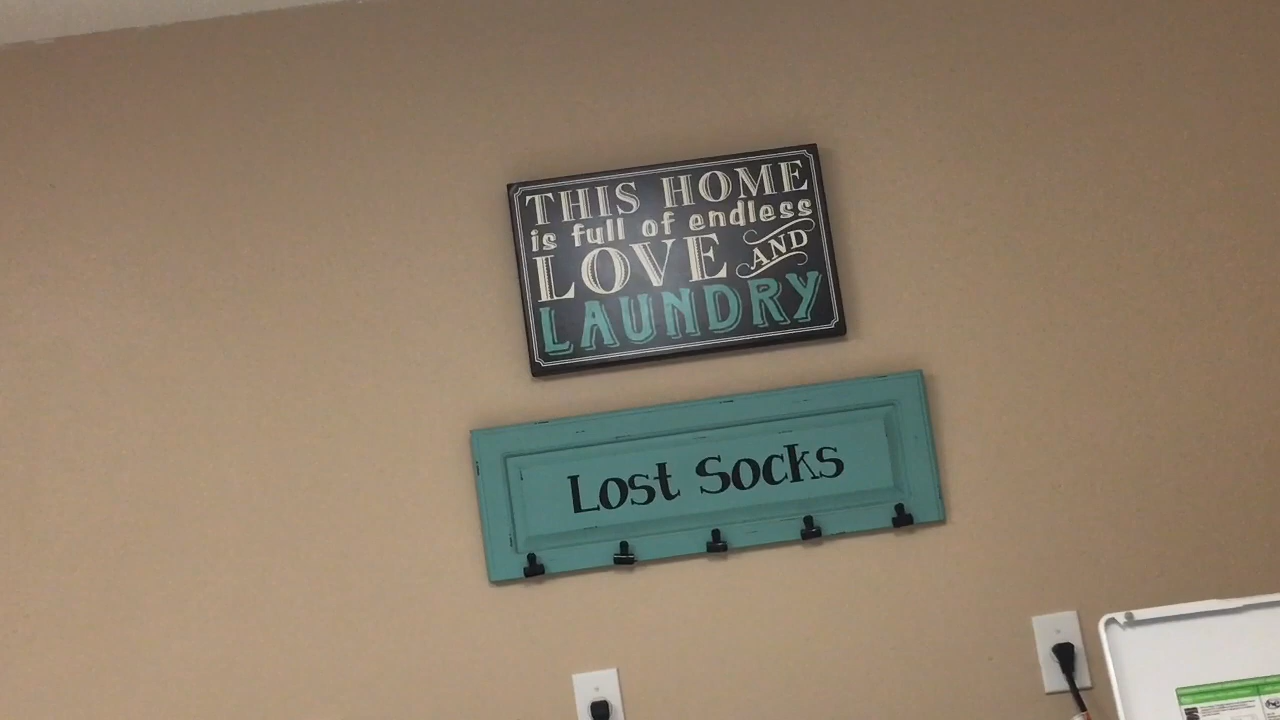 THIS HOME
is full of endless
LOVE AND
LAUNDRY
Lost Socks